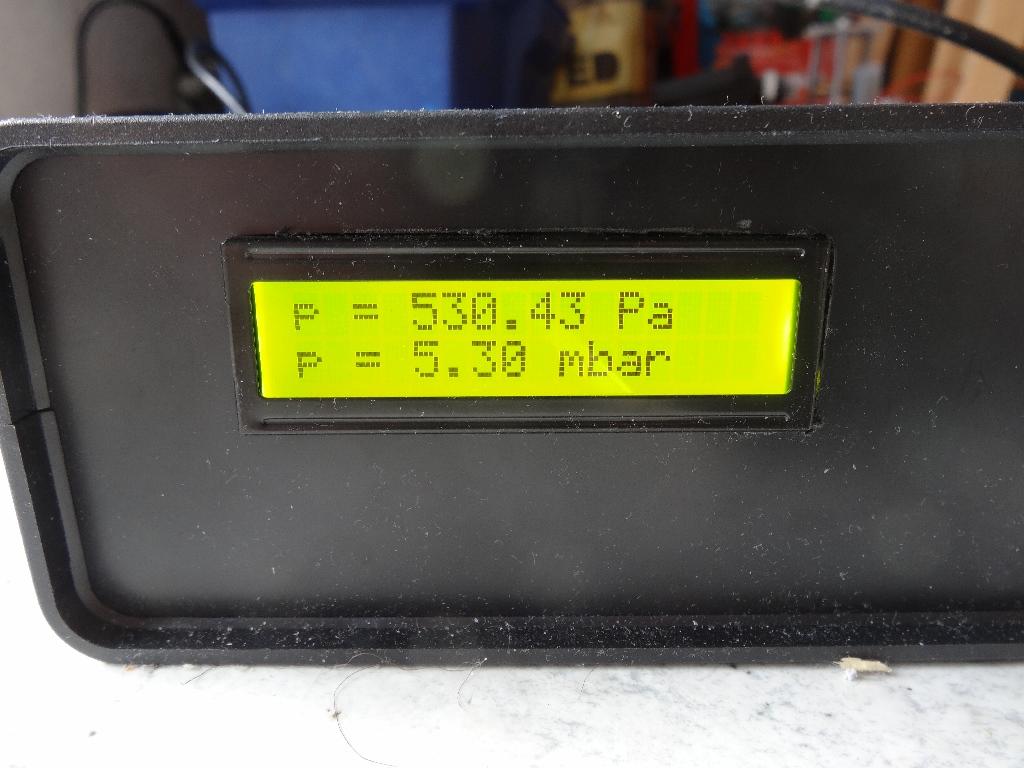 p = 530.43 Pa
p = 5.30 mbar